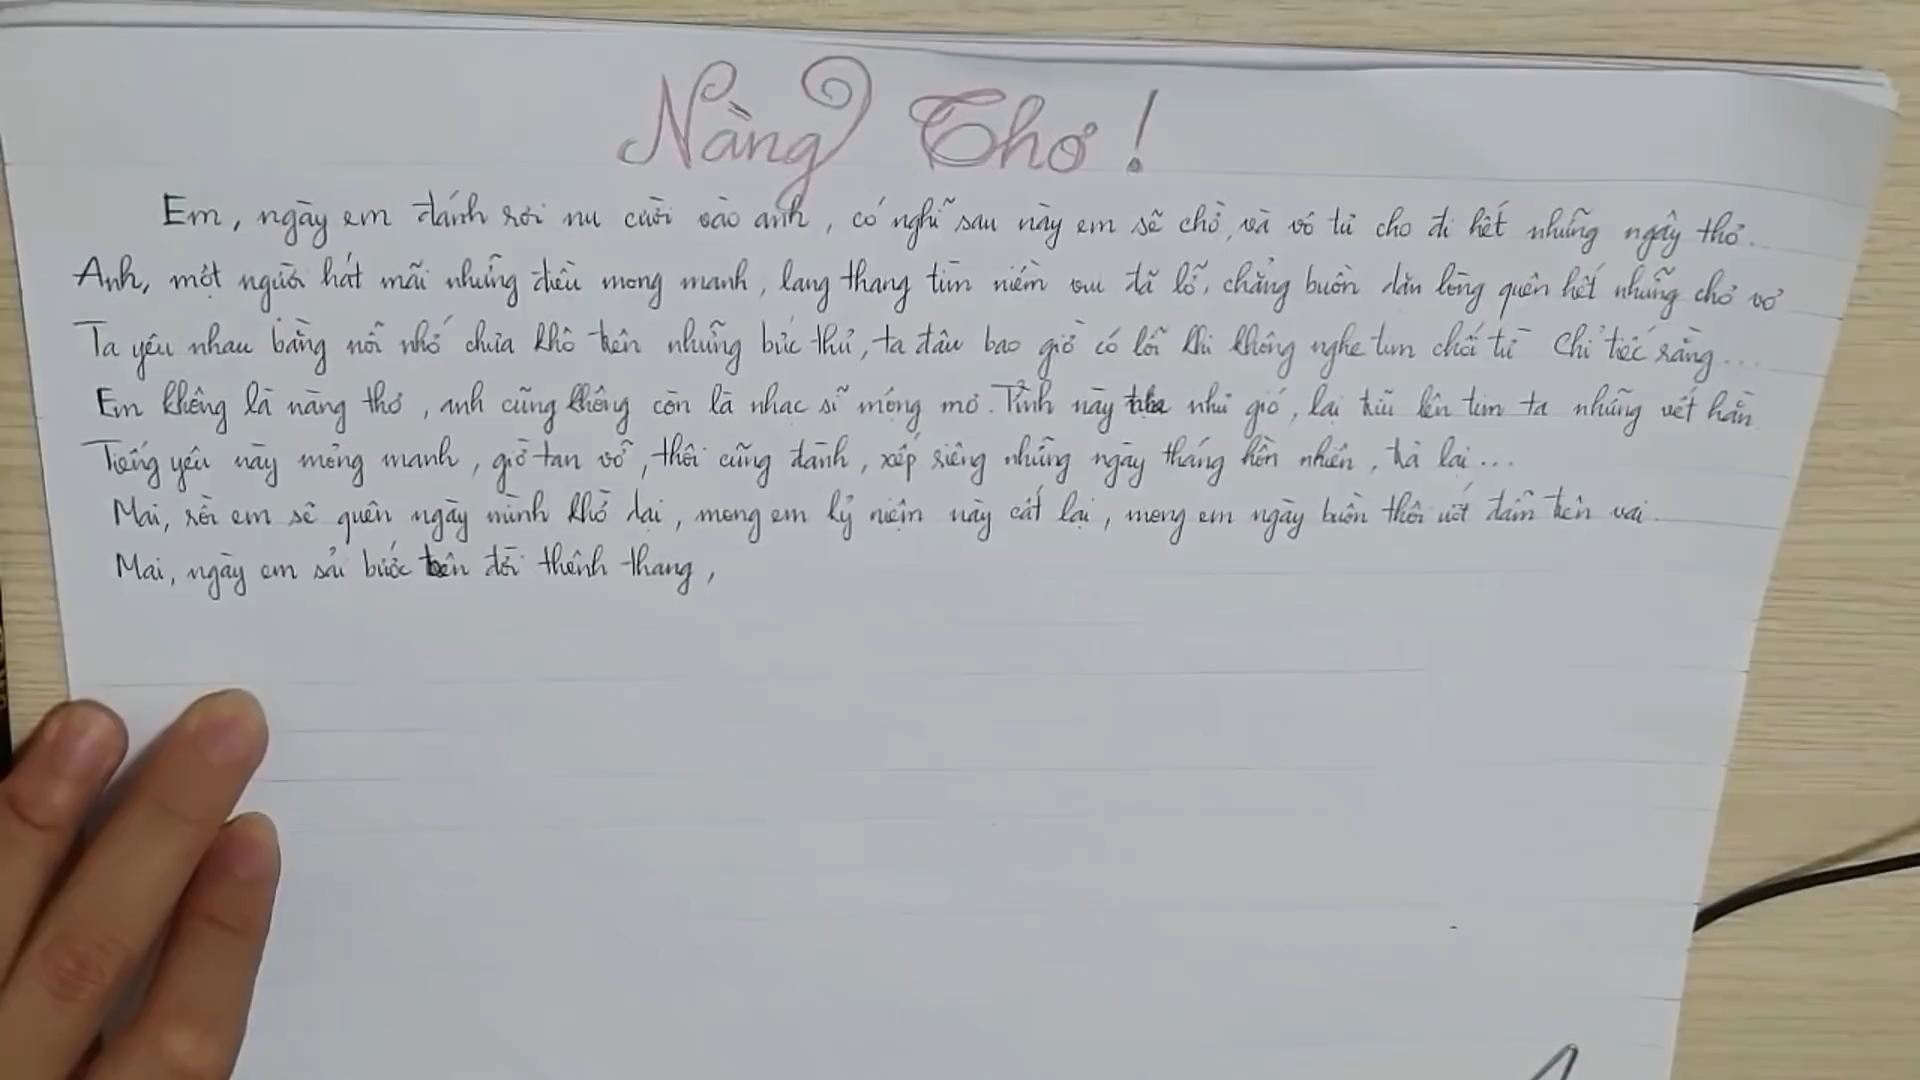 Nàng Thơ!
Em, ngày em đánh rơi nụ cười vào anh, có nghĩ sau này em sẽ chờ, và vô tư cho đi hết những ngây thơ.
Anh, một người hát mãi những điều mong manh, lang thang tìm niềm vui đã lỡ, chẳng buồn dặn lòng quên hết những chơ vơ
Ta yêu nhau bằng nỗi nhớ chưa khô trên những bức thư, ta đâu bao giờ có lỗi khi không nghe tim chối từ Chỉ tiếc rằng...
Em không là nàng thơ, anh cũng không còn là nhạc sĩ mộng mơ. Tình này như gió, lại trĩu lên tim ta những vết hằn
Tiếng yêu này mỏng manh, giờ tan vỡ, thôi cũng đành, xếp riêng những ngày tháng hồn nhiên, trả lại...
Mai, rồi em sẽ quên ngày mình khờ dại, mong em kỷ niệm này cất lại, mong em ngày buồn thôi ướt đẫm trên vai.
Mai, ngày em sải bước bên đời thênh thang,